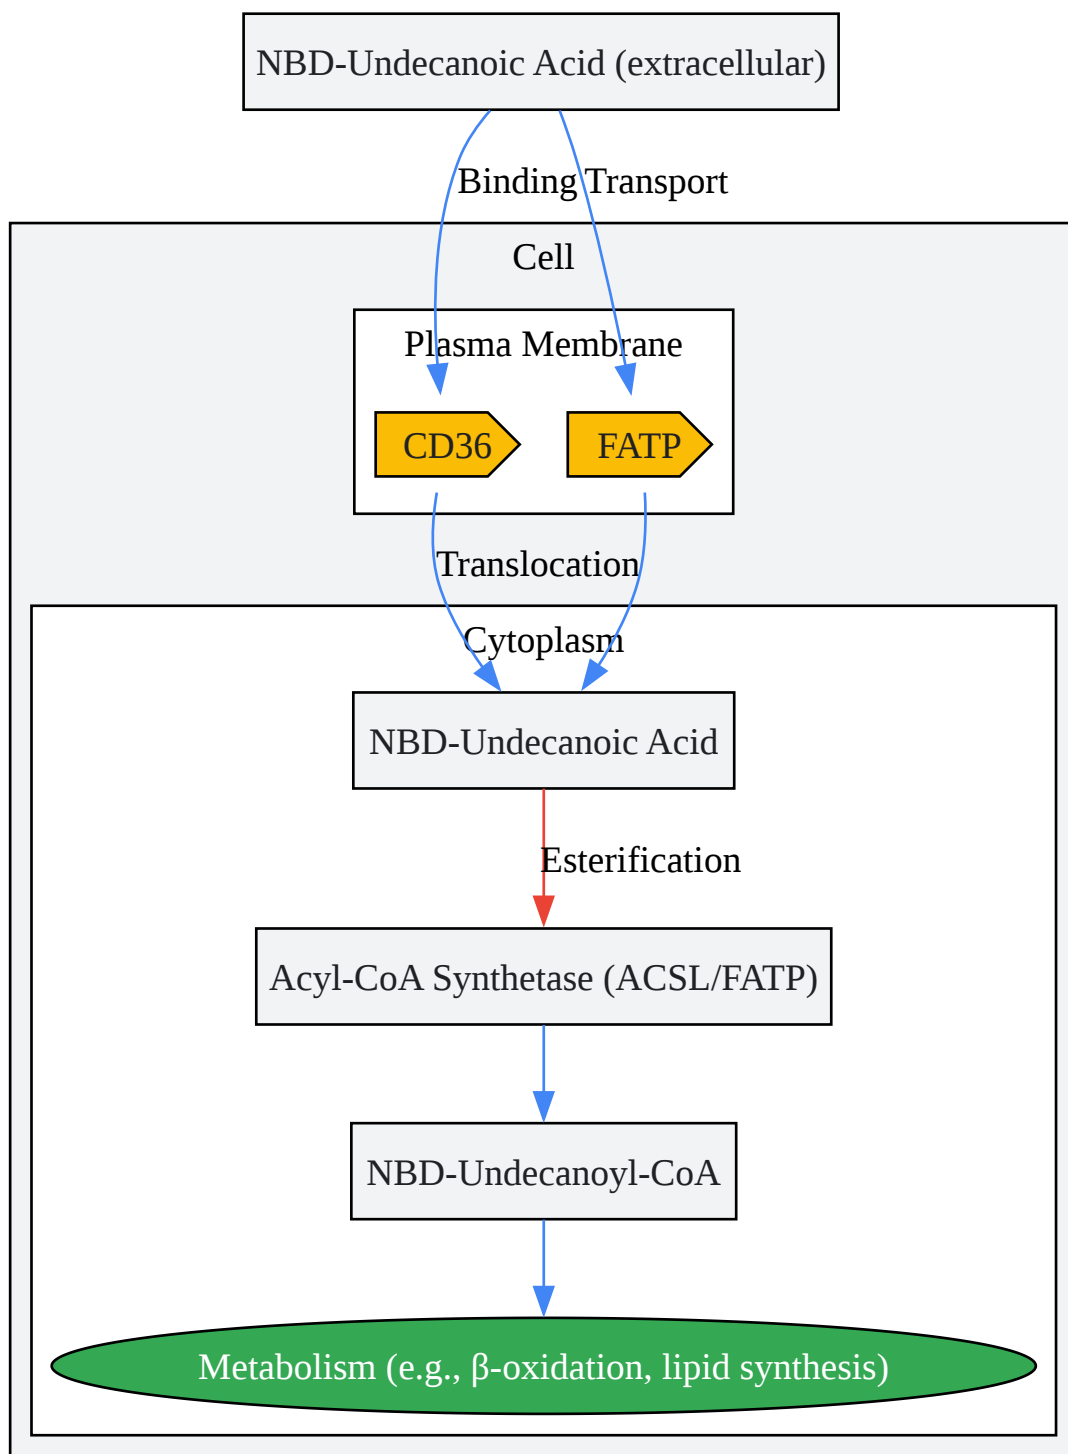 NBD-Undecanoic Acid (extracellular)
Binding Transport
Cell
Plasma Membrane
CD36 FATP
Translocation
Cytoplasm
NBD-Undecanoic Acid
Esterification
Acyl-CoA Synthetase (ACSL/FATP)
NBD-Undecanoyl-CoA
Metabolism (e.g., β-oxidation, lipid synthesis)